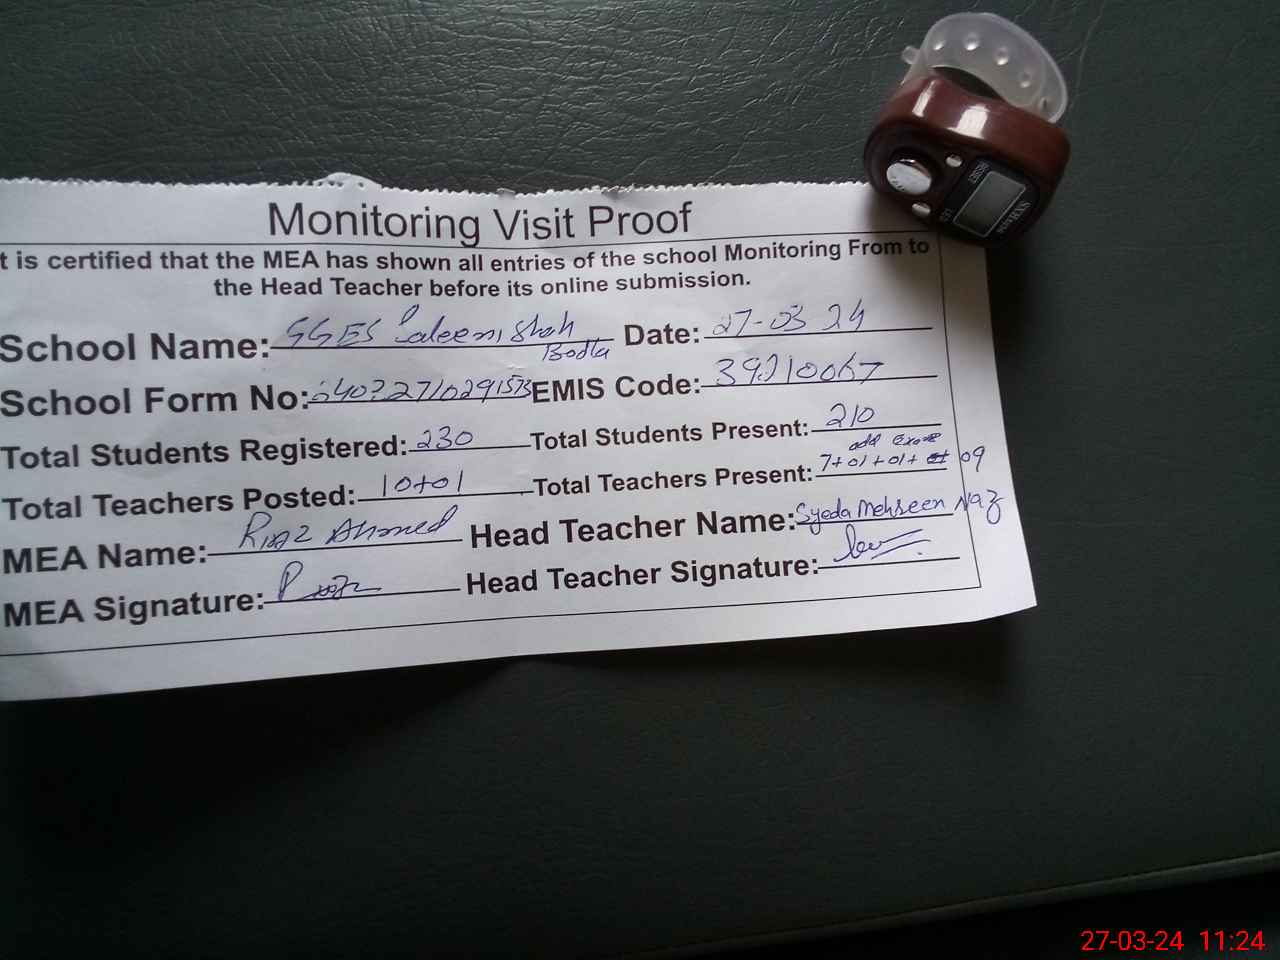 Monitoring Visit Proof
t is certified that the MEA has shown all entries of the school Monitoring From to
the Head Teacher before its online submission.
School Name: GGES Saleem Shah Bodla Date: 27-03 24
School Form No: EMIS Code: 39210067
Total Students Registered: 230 Total Students Present: 210
Total Teachers Posted: 10+01 Total Teachers Present: 7+01+01+ 09
MEA Name: Riaz Ahmed Head Teacher Name: Syeda Mehreen Naz
MEA Signature: Head Teacher Signature:
RESET
27-03-24 11:24